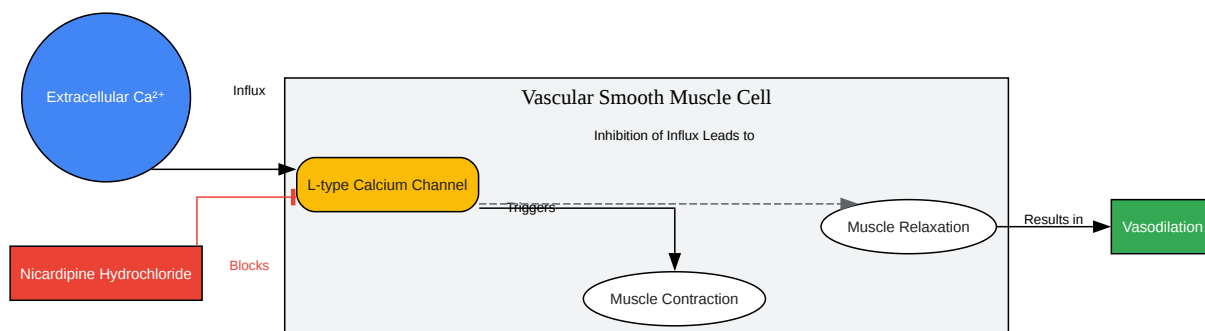 Extracellular Ca²⁺
Influx
Vascular Smooth Muscle Cell
Inhibition of Influx Leads to
L-type Calcium Channel
Triggers
Muscle Relaxation
Results in
Vasodilation
Nicardipine Hydrochloride
Blocks
Muscle Contraction